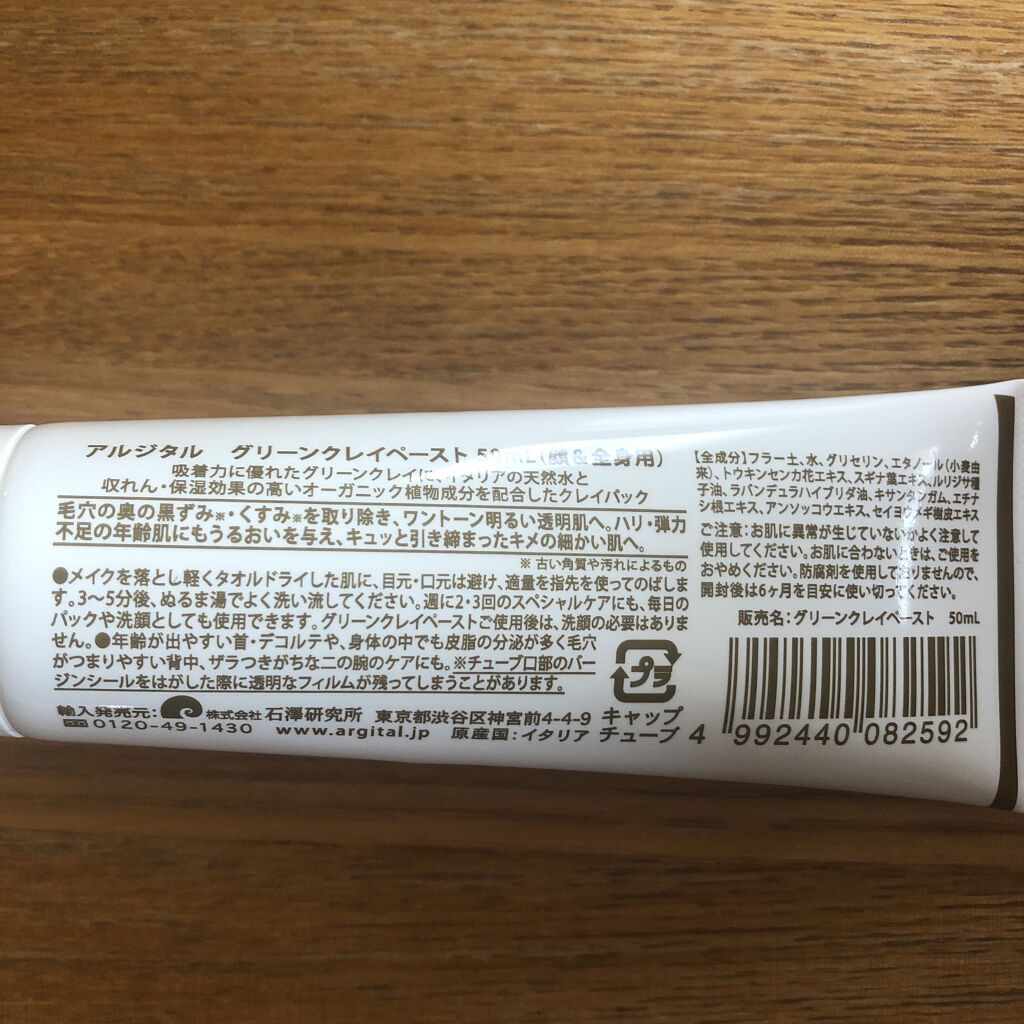 アルジタル　グリーンクレイペースト 50mL(顔&全身用)
吸着力に優れたグリーンクレイに、イタリアの天然水と
収れん・保湿効果の高いオーガニック植物成分を配合したクレイパック
毛穴の奥の黒ずみ※・くすみ※を取り除き、ワントーン明るい透明肌へ。ハリ・弾力
不足の年齢肌にもうるおいを与え、キュッと引き締まったキメの細かい肌へ。
※ 古い角質や汚れによるもの
●メイクを落とし軽くタオルドライした肌に、目元・口元は避け、適量を指先を使ってのばしま
す。3～5分後、ぬるま湯でよく洗い流してください。週に2・3回のスペシャルケアにも、毎日の
パックや洗顔としても使用できます。グリーンクレイペーストご使用後は、洗顔の必要はありま
せん。●年齢が出やすい首・デコルテや、身体の中でも皮脂の分泌が多く毛穴
がつまりやすい背中、ザラつきがちな二の腕のケアにも。※チューブ口部のバー
ジンシールをはがした際に透明なフィルムが残ってしまうことがあります。
輸入発売元: 株式会社 石澤研究所 東京都渋谷区神宮前4-4-9
0120-49-1430 www.argital.jp 原産国:イタリア
プラ
キャップ
チューブ
【全成分】フラー土、水、グリセリン、エタノール(小麦由
来)、トウキンセンカ花エキス、スギナ葉エキス、ルリジサ種
子油、ラバンデュラハイブリダ油、キサンタンガム、エチナ
シ根エキス、アンソッコウエキス、セイヨウメギ樹皮エキス
ご注意:お肌に異常が生じていないかよく注意して
使用してください。お肌に合わないときは、ご使用を
おやめください。防腐剤を使用しておりませんので、
開封後は6ヶ月を目安に使い切ってください。
販売名:グリーンクレイペースト 50mL
4 992440 082592